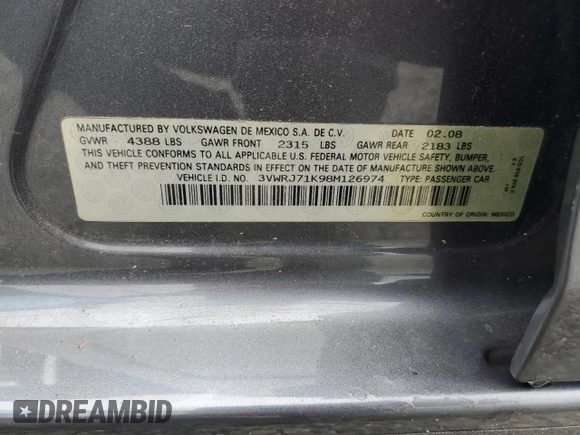 MANUFACTURED BY VOLKSWAGEN DE MEXICO S.A. DE C.V. DATE 02.08
GVWR 4388 LBS GAWR FRONT 2315 LBS GAWR REAR 2183 LBS
THIS VEHICLE CONFORMS TO ALL APPLICABLE U.S. FEDERAL MOTOR VEHICLE SAFETY, BUMPER,
AND THEFT PREVENTION STANDARDS IN EFFECT ON THE DATE OF MANUFACTURE SHOWN ABOVE.
VEHICLE I.D. NO. 3VWRJ71K98M126974 TYPE: PASSENGER CAR
COUNTRY OF ORIGIN: MEXICO
DREAMBID